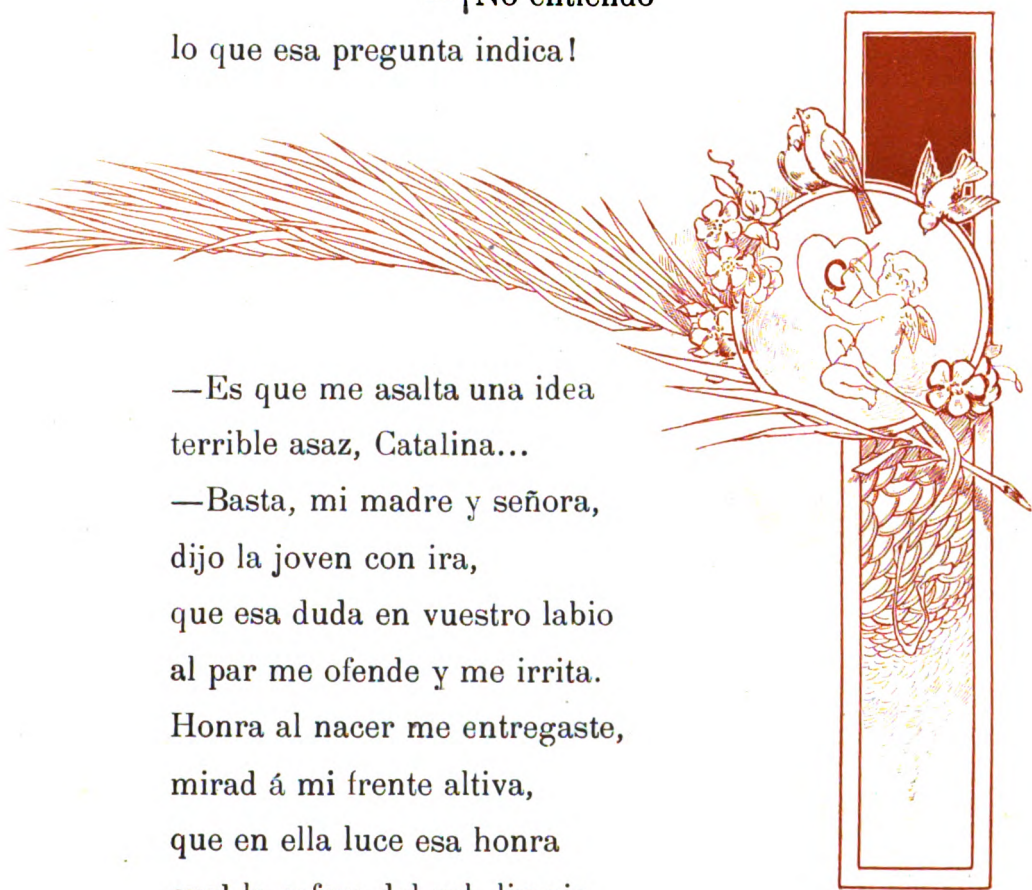 ¡No entiendo
lo que esa pregunta indica!
—Es que me asalta una idea
terrible asaz, Catalina...
—Basta, mi madre y señora,
dijo la joven con ira,
que esa duda en vuestro labio
al par me ofende y me irrita.
Honra al nacer me entregaste,
mirad á mi frente altiva,
que en ella luce esa honra